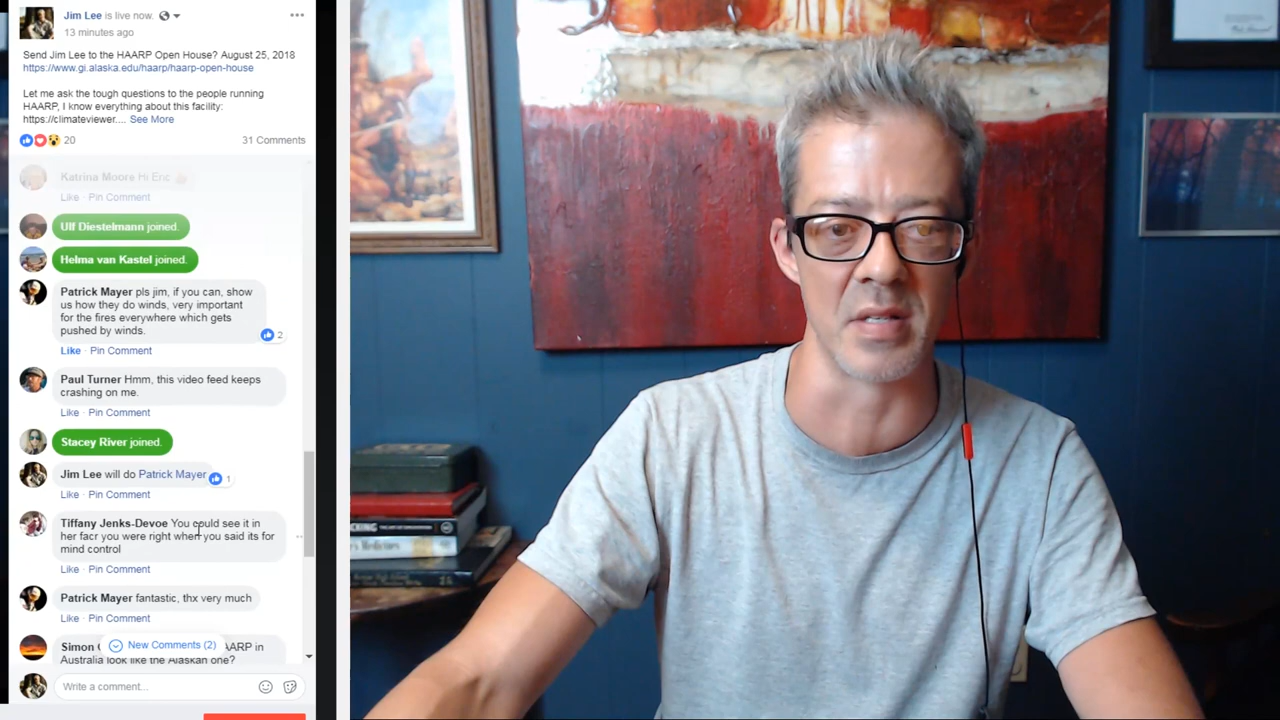 Jim Lee is live now.
13 minutes ago
Send Jim Lee to the HAARP Open House? August 25, 2018
https://www.gi.alaska.edu/haarp/haarp-open-house
Let me ask the tough questions to the people running
HAARP, I know everything about this facility:
https://climateviewer.... See More
20
31 Comments
Katrina Moore Hi Eric
Like · Pin Comment
Ulf Diestelmann joined.
Helma van Kastel joined.
Patrick Mayer pls jim, if you can, show
us how they do winds, very important
for the fires everywhere which gets
pushed by winds.
2
Like · Pin Comment
Paul Turner Hmm, this video feed keeps
crashing on me.
Like · Pin Comment
Stacey River joined.
Jim Lee will do Patrick Mayer
1
Like · Pin Comment
Tiffany Jenks-Devoe You could see it in
her facr you were right when you said its for
mind control
Like · Pin Comment
Patrick Mayer fantastic, thx very much
Like · Pin Comment
Simon
New Comments (2)
AARP in
Australia look like the Alaskan one?
Write a comment...